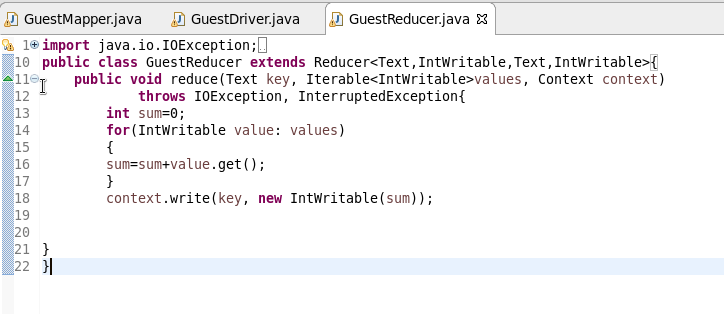 GuestMapper.java GuestDriver.java GuestReducer.java
1 import java.io.IOException;
10 public class GuestReducer extends Reducer<Text,IntWritable,Text,IntWritable>{
11 public void reduce(Text key, Iterable<IntWritable>values, Context context)
12 throws IOException, InterruptedException{
13 int sum=0;
14 for(IntWritable value: values)
15 {
16 sum=sum+value.get();
17 }
18 context.write(key, new IntWritable(sum));
19
20
21 }
22 }